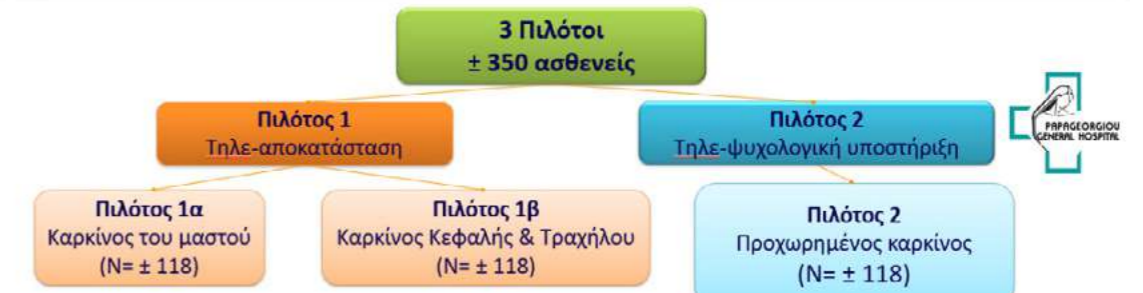 3 Πιλότοι
± 350 ασθενείς
Πιλότος 1
Τηλε-αποκατάσταση
Πιλότος 2
Τηλε-ψυχολογική υποστήριξη
PAPAGEORGIOU
GENERAL HOSPITAL
Πιλότος 1α
Καρκίνος του μαστού
(N= ± 118)
Πιλότος 1β
Καρκίνος Κεφαλής & Τραχήλου
(N= ± 118)
Πιλότος 2
Προχωρημένος καρκίνος
(N= ± 118)